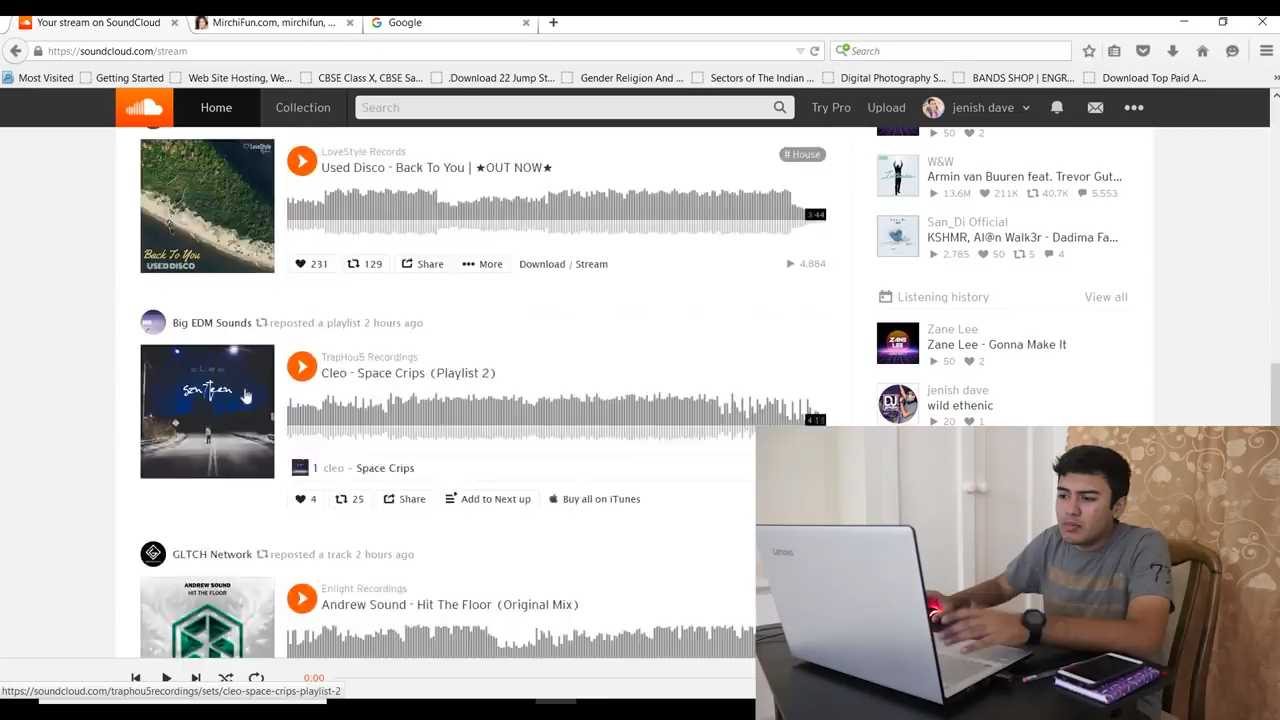 Your stream on SoundCloud
MirchiFun.com, mirchifun, ...
Google
https://soundcloud.com/stream
Search
Most Visited
Getting Started
Web Site Hosting, We...
CBSE Class X, CBSE Sa...
.Download 22 Jump St...
Gender Religion And ...
Sectors of The Indian ...
Digital Photography S...
BANDS SHOP | ENGR...
Download Top Paid A...
Home
Collection
Search
Try Pro
Upload
jenish dave
LoveStyle Records
Used Disco - Back To You | ★OUT NOW★
# House
3:44
LoveStyle
Back To You
USED DISCO
231
129
Share
More
Download / Stream
4,884
Big EDM Sounds reposted a playlist 2 hours ago
TrapHou5 Recordings
Cleo - Space Crips (Playlist 2)
4:11
1 cleo - Space Crips
4
25
Share
Add to Next up
Buy all on iTunes
GLTCH Network reposted a track 2 hours ago
ANDREW SOUND
HIT THE FLOOR
Enlight Recordings
Andrew Sound - Hit The Floor (Original Mix)
0:00
https://soundcloud.com/traphou5recordings/sets/cleo-space-crips-playlist-2
50 2
W&W
Armin van Buuren feat. Trevor Gut...
13.6M 211K 40.7K 5,553
San_Di Official
KSHMR, Al@n Walk3r - Dadima Fa...
2,785 50 5 4
Listening history
View all
ZANE LEE
Zane Lee
Zane Lee - Gonna Make It
50 2
DJ
jenish dave
wild ethenic
20 1
Lenovo